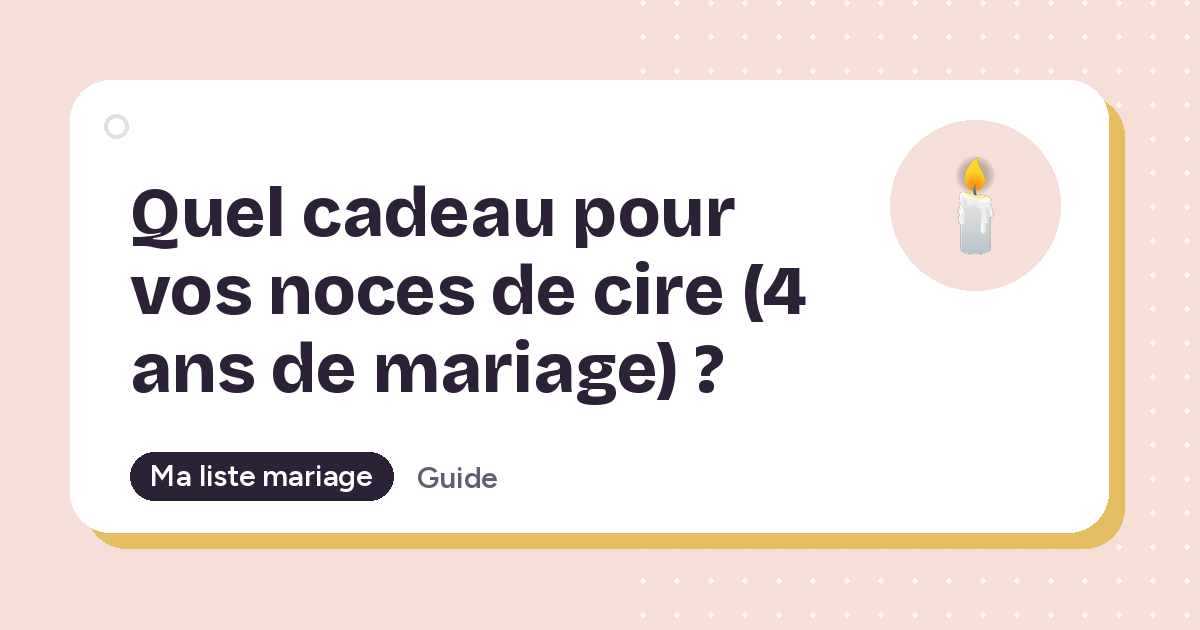 Quel cadeau pour
vos noces de cire (4
ans de mariage) ?
Ma liste mariage
Guide